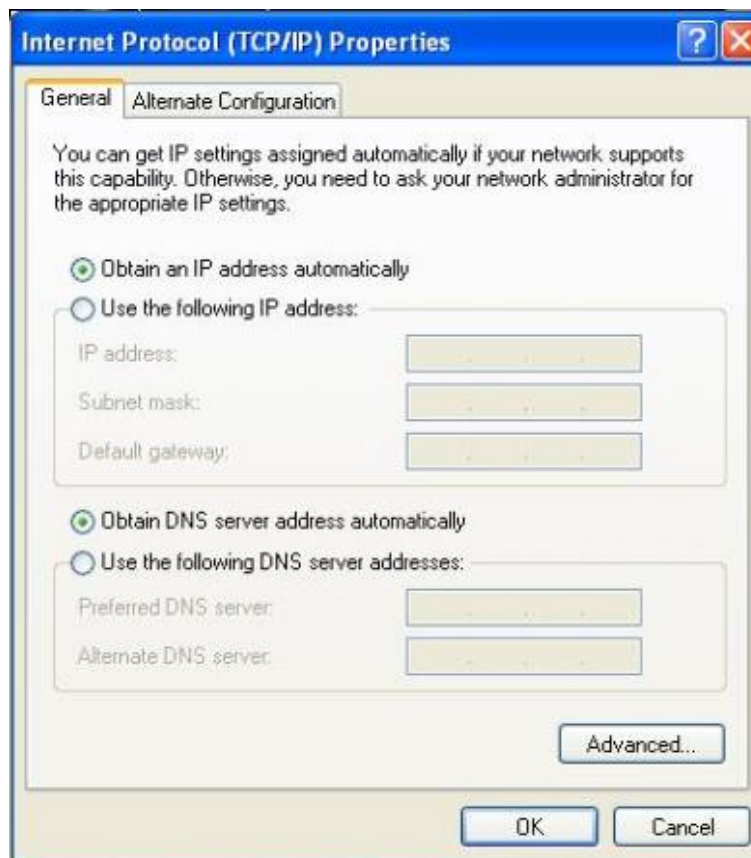 Internet Protocol (TCP/IP) Properties
General
Alternate Configuration
You can get IP settings assigned automatically if your network supports
this capability. Otherwise, you need to ask your network administrator for
the appropriate IP settings.
Obtain an IP address automatically
Use the following IP address:
IP address:
Subnet mask:
Default gateway:
Obtain DNS server address automatically
Use the following DNS server addresses:
Preferred DNS server:
Alternate DNS server:
Advanced...
OK
Cancel